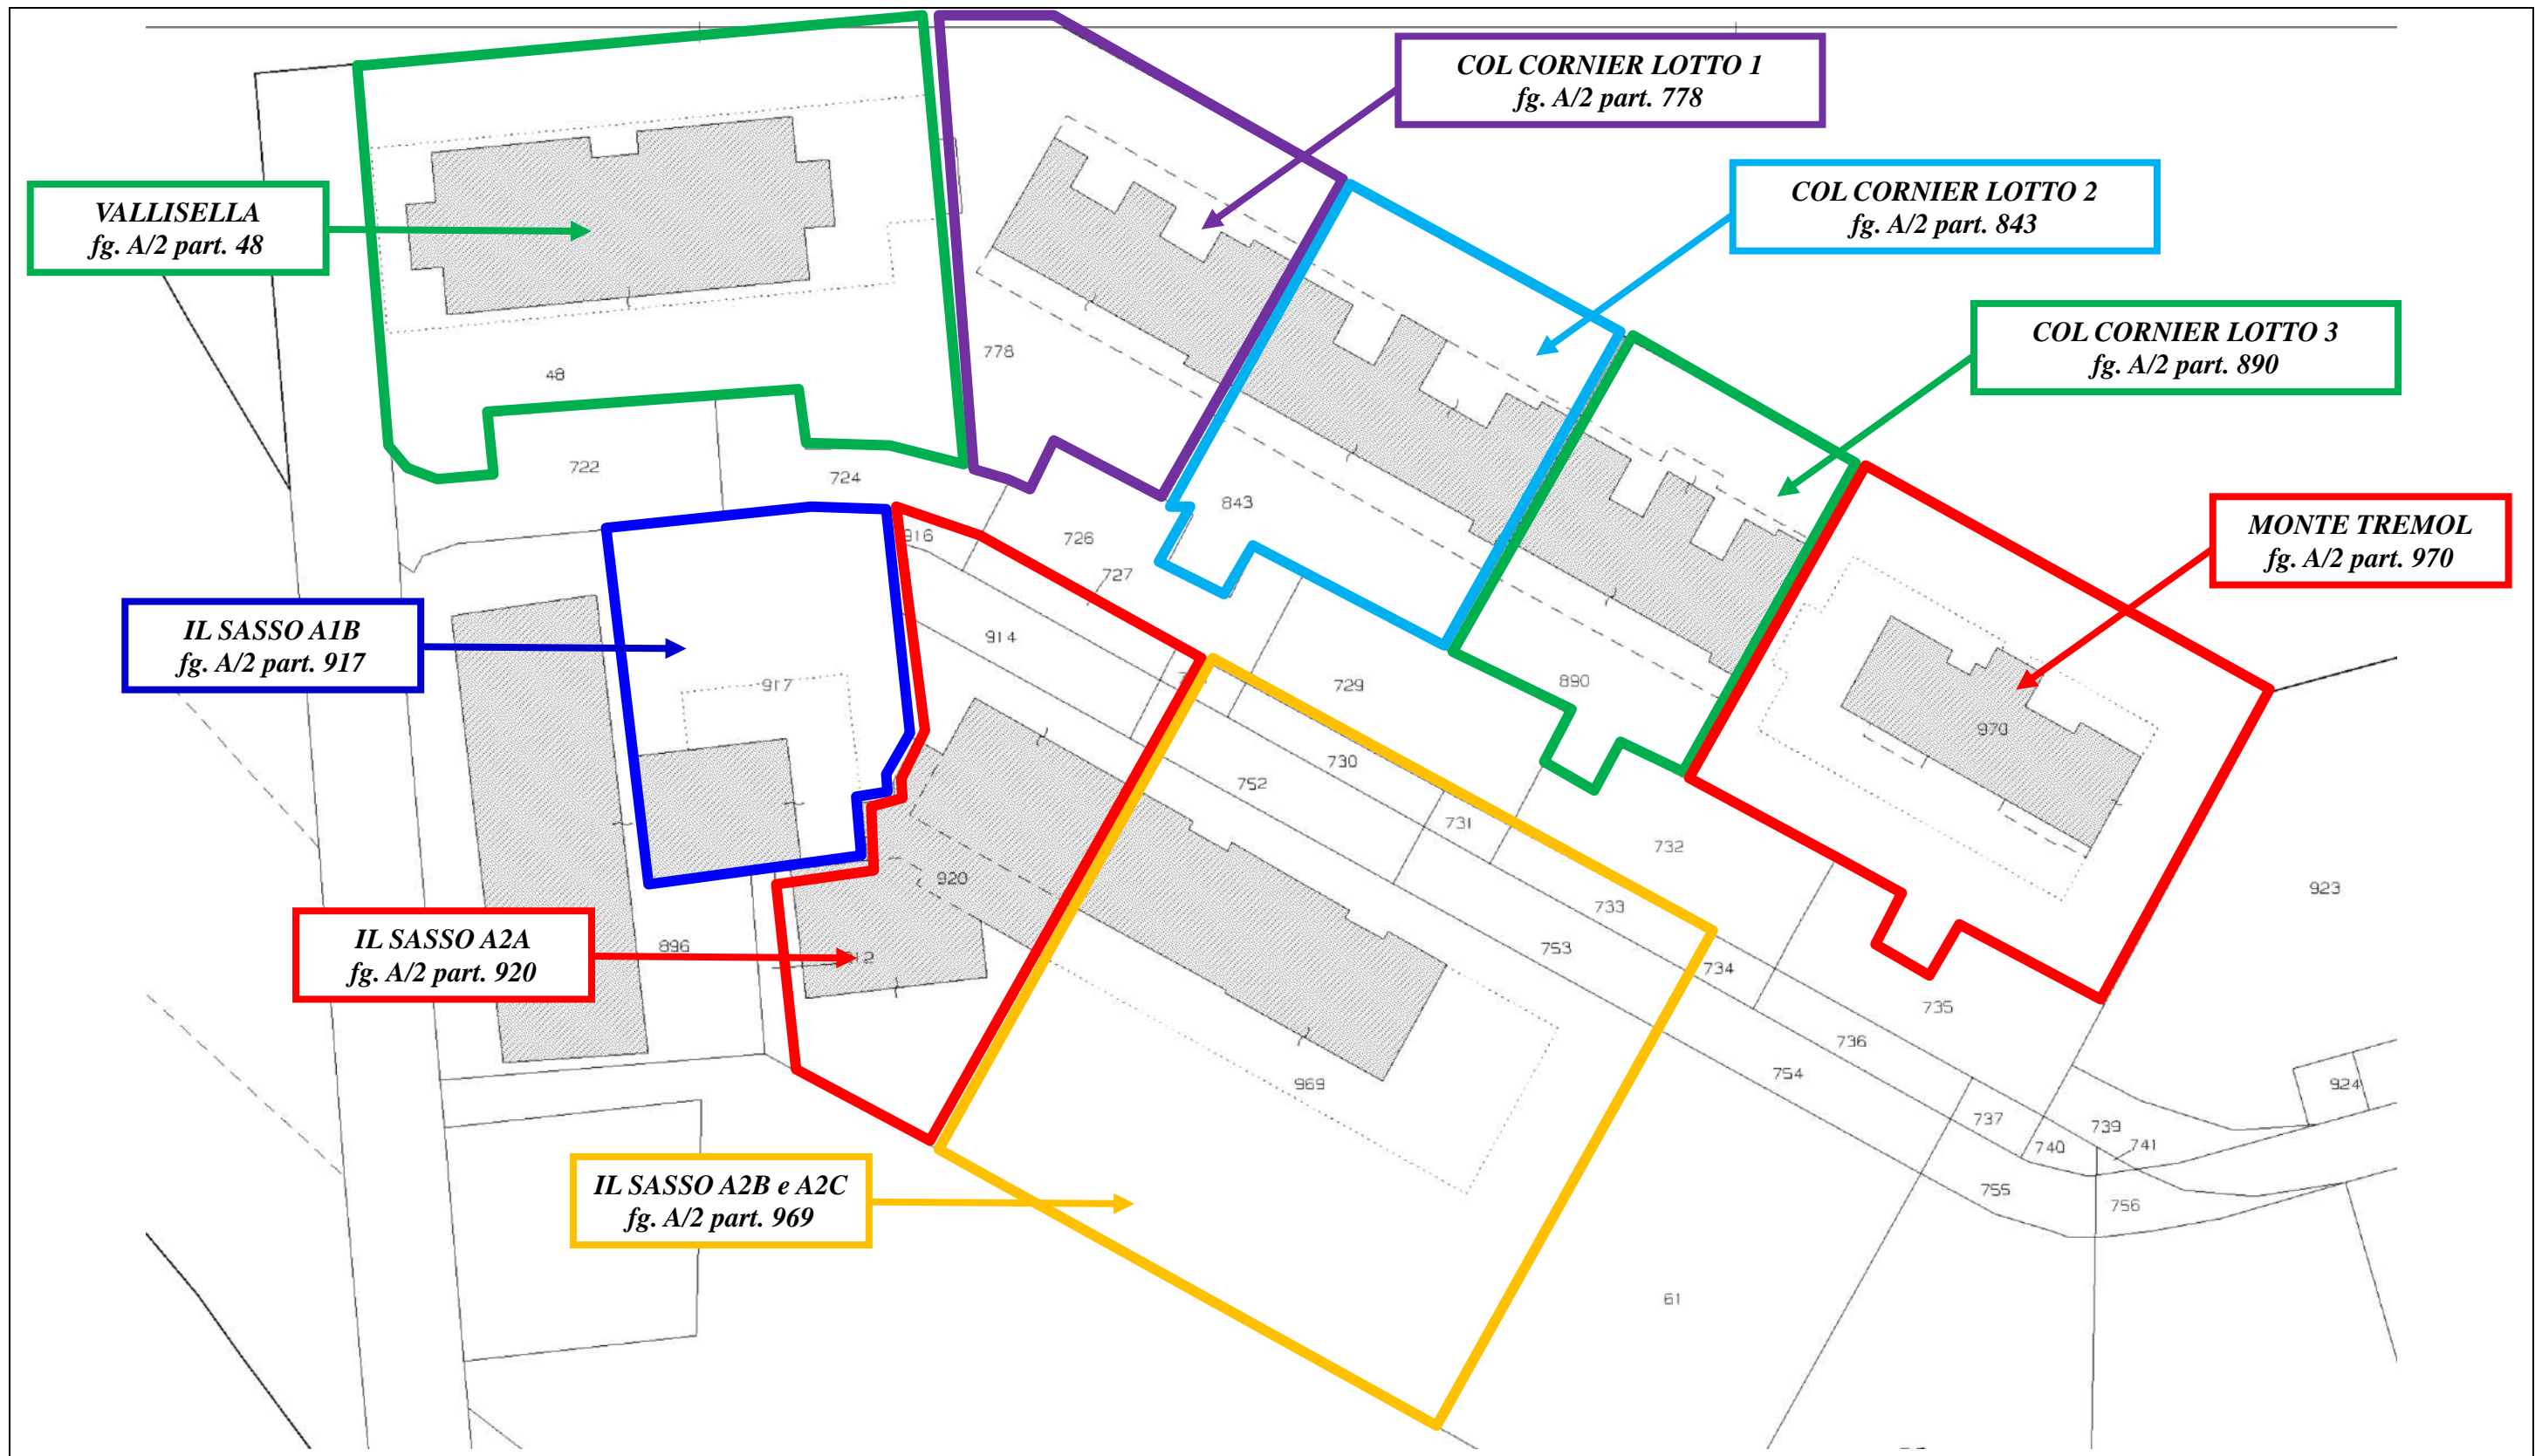 COL CORNIER LOTTO 1
fg. A/2 part. 778
COL CORNIER LOTTO 2
fg. A/2 part. 843
VALLISELLA
fg. A/2 part. 48
COL CORNIER LOTTO 3
fg. A/2 part. 890
778
48
722
724
843
MONTE TREMOL
fg. A/2 part. 970
916
726
727
IL SASSO A1B
fg. A/2 part. 917
914
917
729
890
970
730
752
731
732
920
923
733
IL SASSO A2A
fg. A/2 part. 920
896
753
734
735
736
754
969
924
737
739
740
741
IL SASSO A2B e A2C
fg. A/2 part. 969
755
756
61